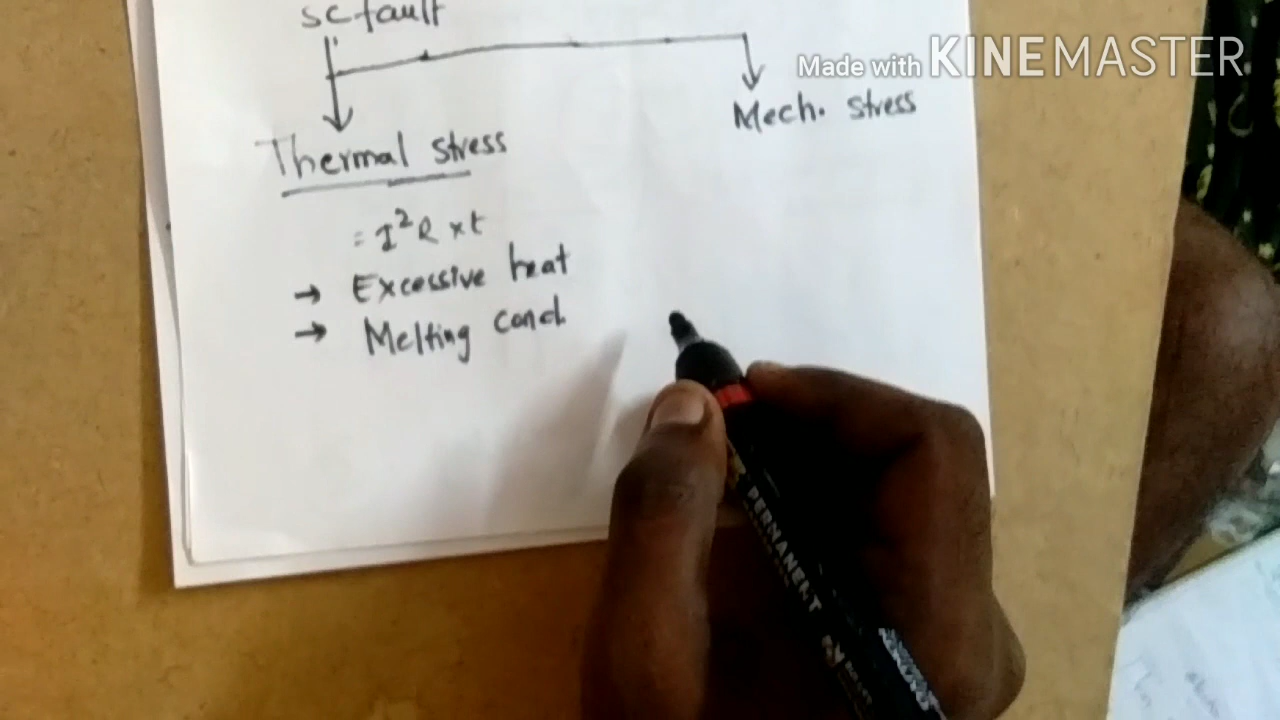 sc fault
Made with KINEMASTER
Mech. stress
Thermal stress
= I²R × t
→ Excessive heat
→ Melting cond
PERMANENT